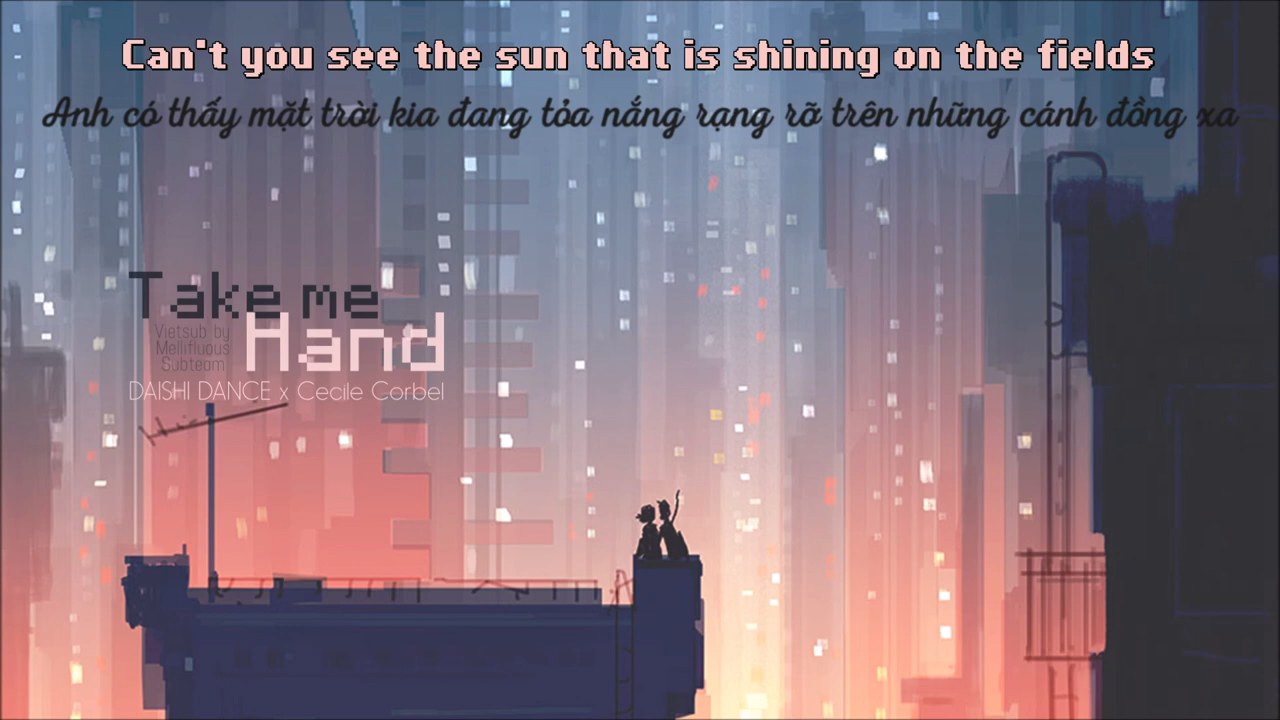 Can't you see the sun that is shining on the fields
Anh có thấy mặt trời kia đang tỏa nắng rạng rỡ trên những cánh đồng xa
Take me
Hand
Vietsub by
Mellifluous
Subteam
DAISHI DANCE x Cecile Corbel